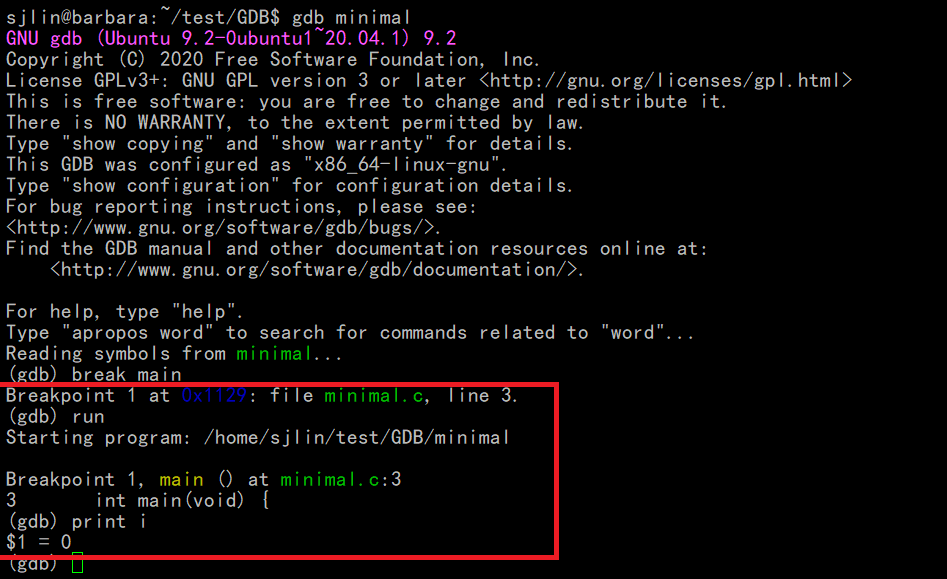 sjlin@barbara:~/test/GDB$ gdb minimal
GNU gdb (Ubuntu 9.2-0ubuntu1~20.04.1) 9.2
Copyright (C) 2020 Free Software Foundation, Inc.
License GPLv3+: GNU GPL version 3 or later <http://gnu.org/licenses/gpl.html>
This is free software: you are free to change and redistribute it.
There is NO WARRANTY, to the extent permitted by law.
Type "show copying" and "show warranty" for details.
This GDB was configured as "x86_64-linux-gnu".
Type "show configuration" for configuration details.
For bug reporting instructions, please see:
<http://www.gnu.org/software/gdb/bugs/>.
Find the GDB manual and other documentation resources online at:
    <http://www.gnu.org/software/gdb/documentation/>.

For help, type "help".
Type "apropos word" to search for commands related to "word"...
Reading symbols from minimal...
(gdb) break main
Breakpoint 1 at 0x1129: file minimal.c, line 3.
(gdb) run
Starting program: /home/sjlin/test/GDB/minimal

Breakpoint 1, main () at minimal.c:3
3       int main(void) {
(gdb) print i
$1 = 0
(gdb)